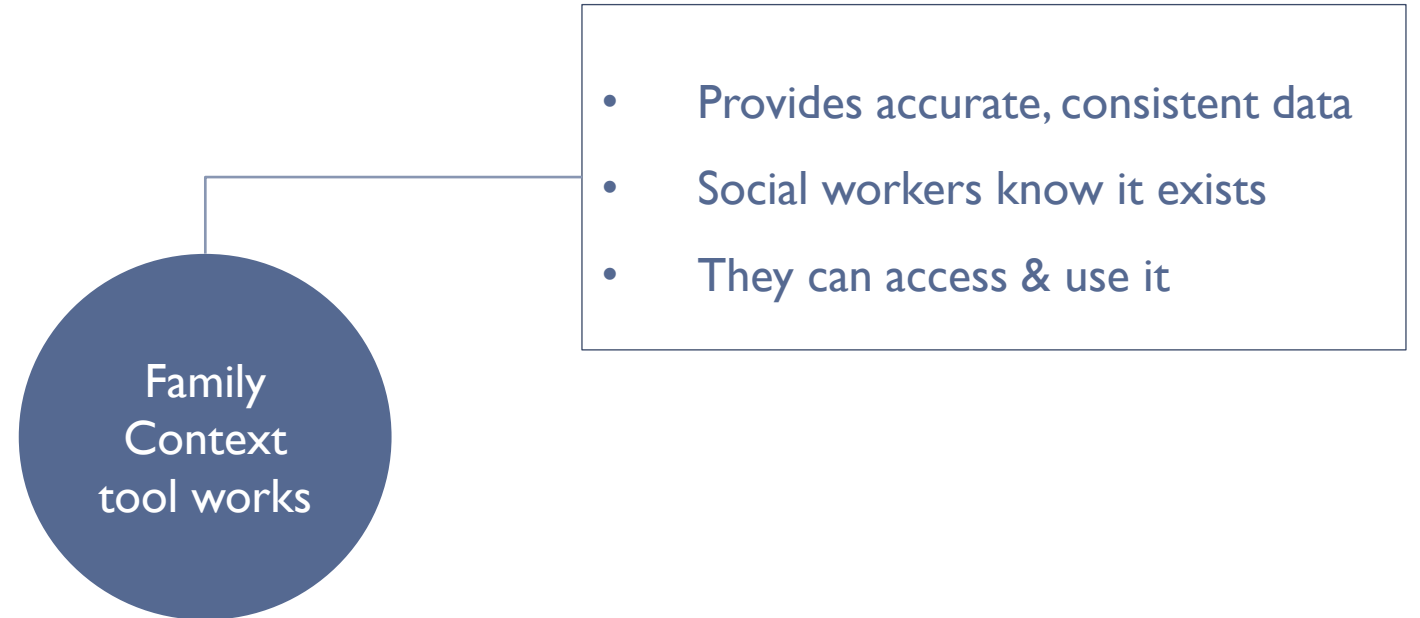 • Provides accurate, consistent data
• Social workers know it exists
• They can access & use it
Family
Context
tool works